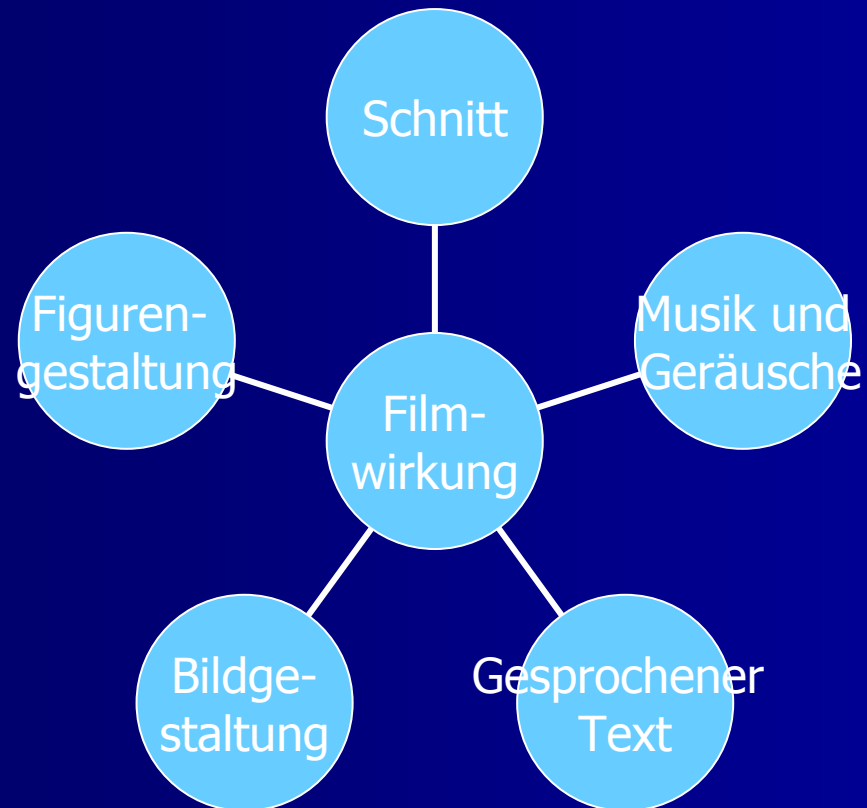 Schnitt
Figuren-
gestaltung
Musik und
Geräusche
Film-
wirkung
Bildge-
staltung
Gesprochener
Text